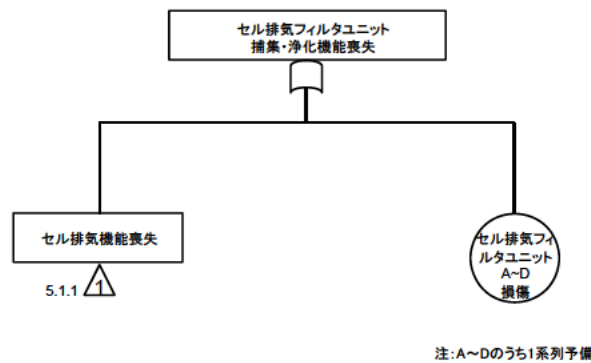 セル排気フィルタユニット
捕集・浄化機能喪失
セル排気機能喪失
5.1.1
1
セル排気フィ
ルタユニット
A~D
損傷
注:A～Dのうち1系列予備